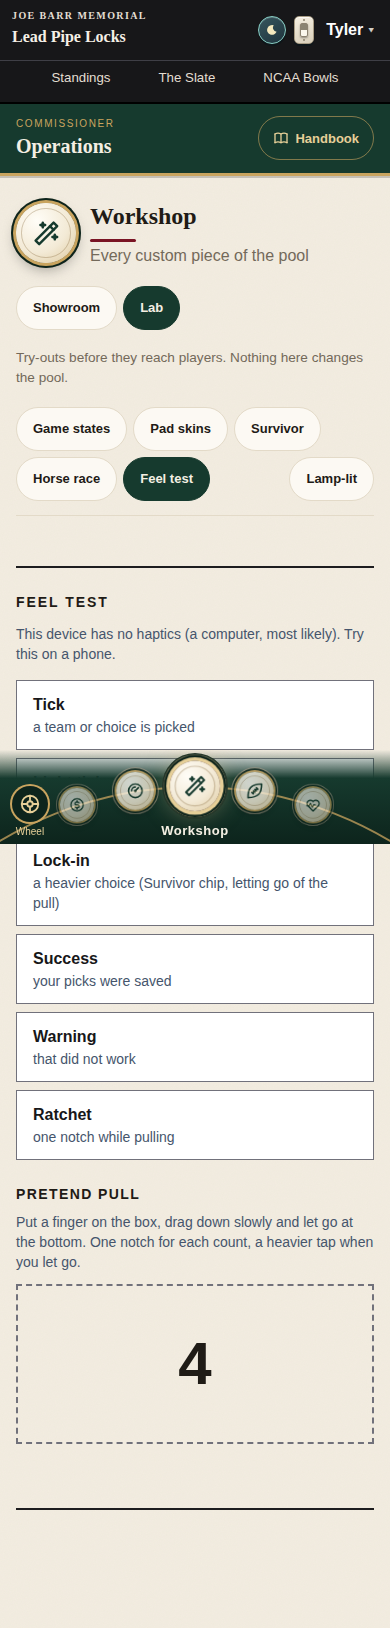 JOE BARR MEMORIAL
Lead Pipe Locks
Tyler
Standings
The Slate
NCAA Bowls
COMMISSIONER
Operations
Handbook
Workshop
Every custom piece of the pool
Showroom
Lab
Try-outs before they reach players. Nothing here changes
the pool.
Game states
Pad skins
Survivor
Horse race
Feel test
Lamp-lit
FEEL TEST
This device has no haptics (a computer, most likely). Try
this on a phone.
Tick
a team or choice is picked
Wheel
Workshop
Lock-in
a heavier choice (Survivor chip, letting go of the
pull)
Success
your picks were saved
Warning
that did not work
Ratchet
one notch while pulling
PRETEND PULL
Put a finger on the box, drag down slowly and let go at
the bottom. One notch for each count, a heavier tap when
you let go.
4